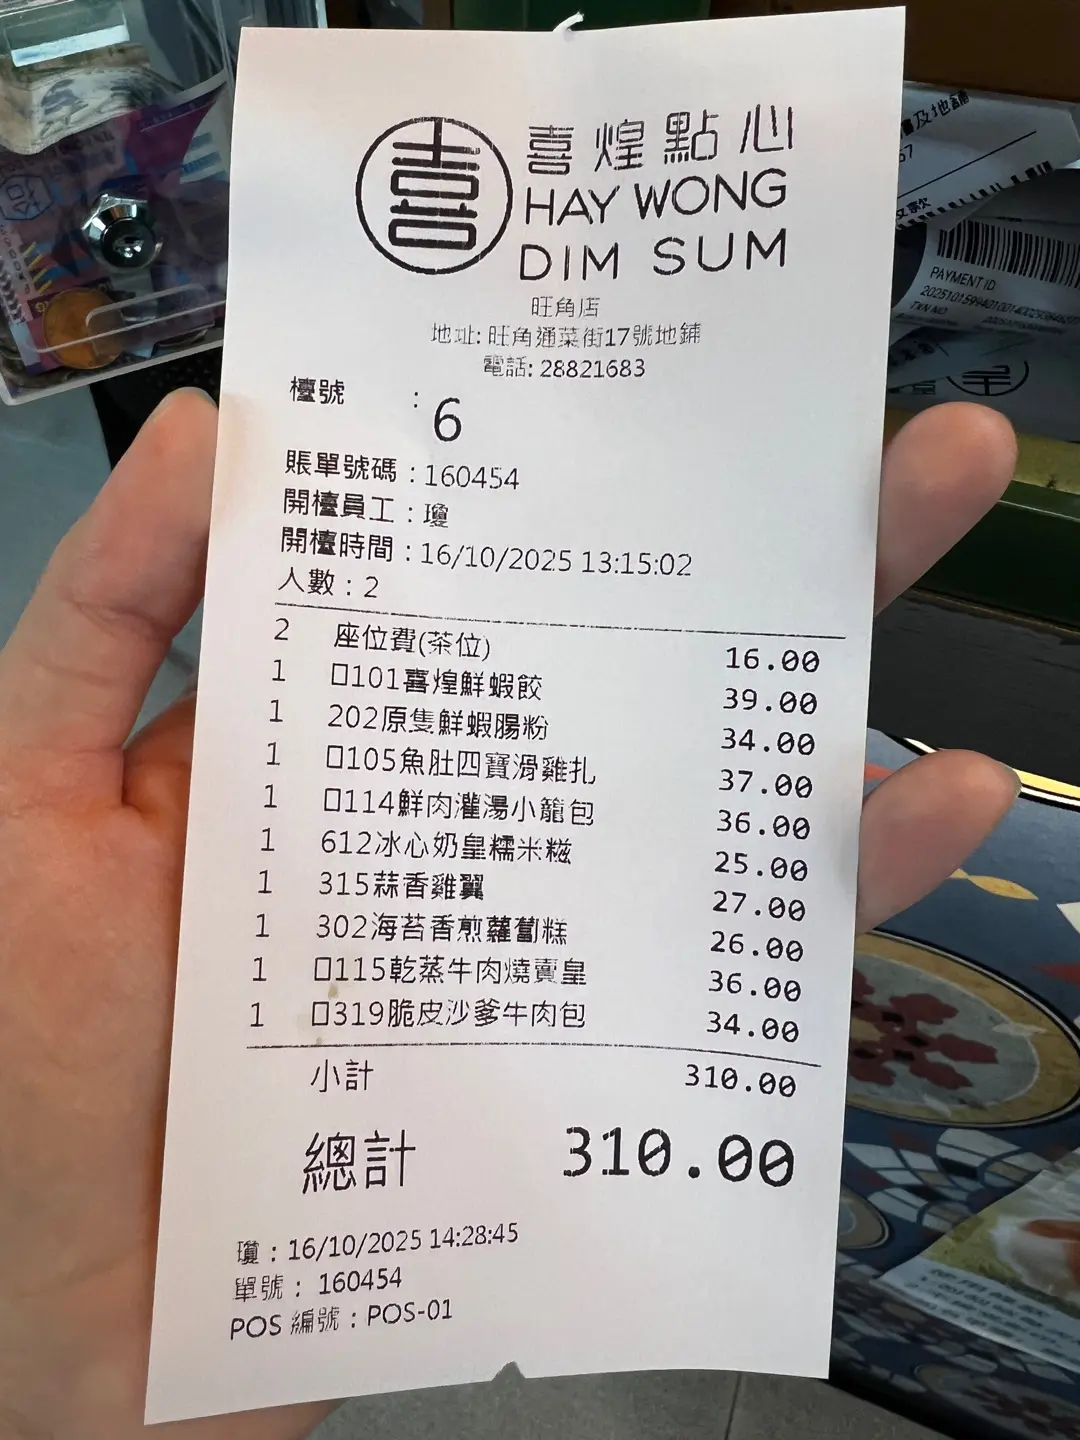 喜
喜煌點心
HAY WONG
DIM SUM
旺角店
地址: 旺角通菜街17號地鋪
電話: 28821683
檯號 : 6
賬單號碼 : 160454
開檯員工 : 瓊
開檯時間 : 16/10/2025 13:15:02
人數 : 2
2 座位費(茶位) 16.00
1 □101喜煌鮮蝦餃 39.00
1 202原隻鮮蝦腸粉 34.00
1 □105魚肚四寶滑雞扎 37.00
1 □114鮮肉灌湯小籠包 36.00
1 612冰心奶皇糯米糍 25.00
1 315蒜香雞翼 27.00
1 302海苔香煎蘿蔔糕 26.00
1 □115乾蒸牛肉燒賣皇 36.00
1 □319脆皮沙爹牛肉包 34.00
小計 310.00
總計 310.00
瓊 : 16/10/2025 14:28:45
單號 : 160454
POS 編號 : POS-01
PAYMENT ID
TXN NO